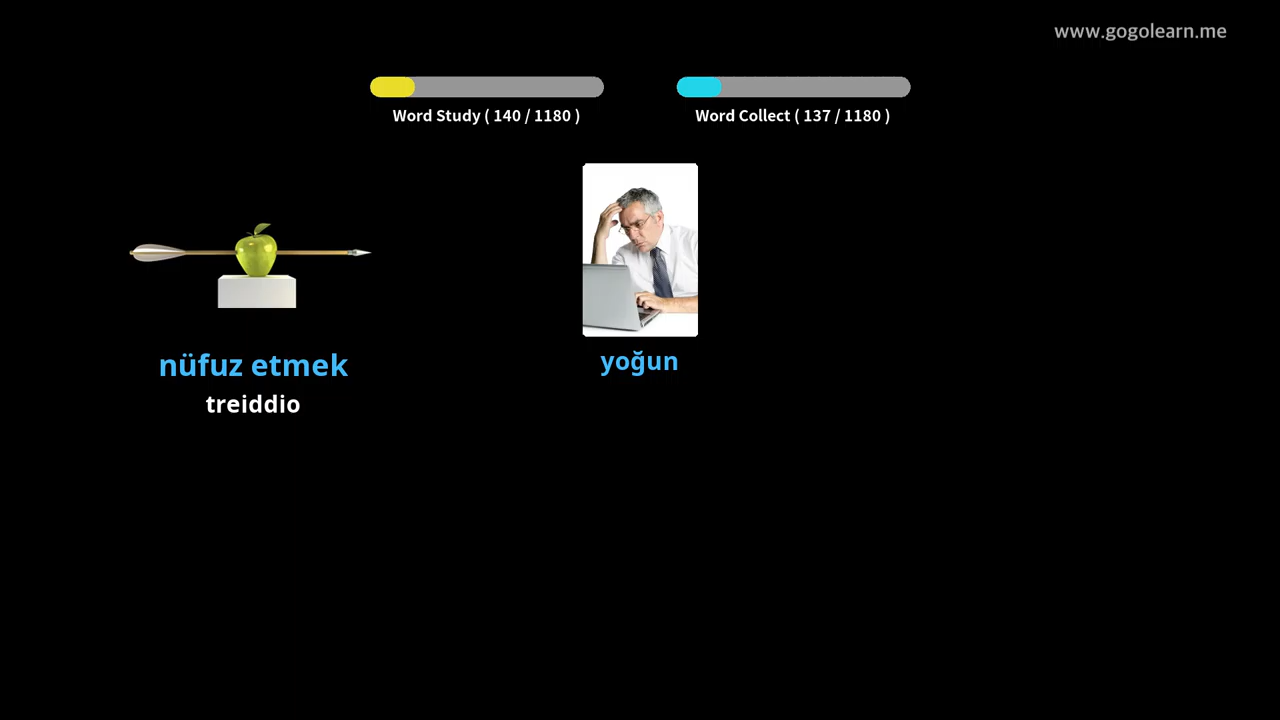 www.gogolearn.me
Word Study ( 140 / 1180 )
Word Collect ( 137 / 1180 )
nüfuz etmek
treiddio
yoğun